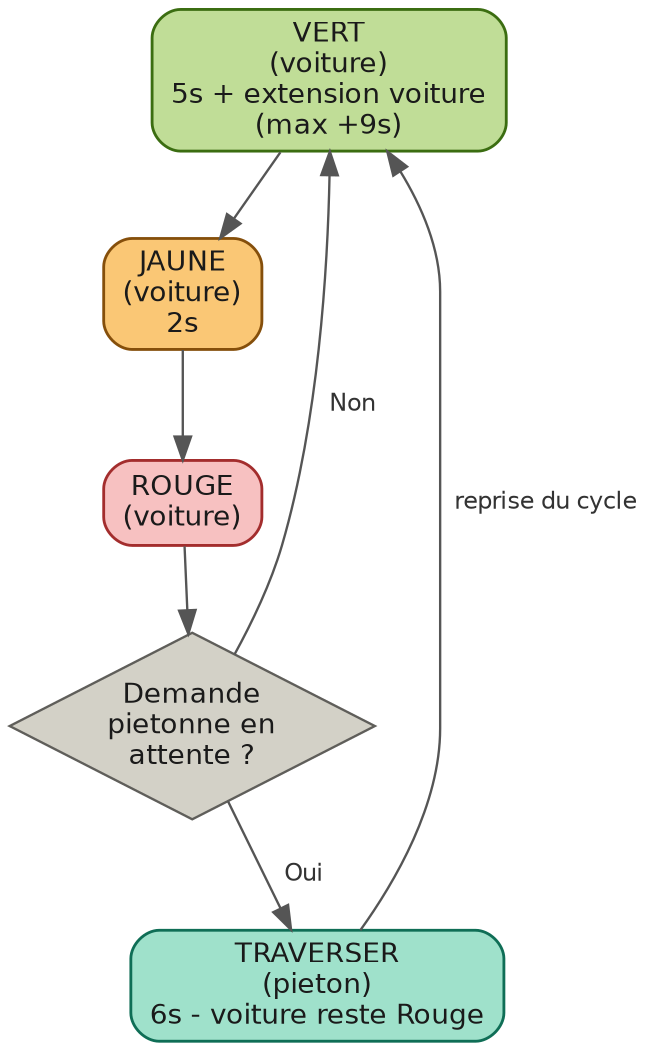 VERT
(voiture)
5s + extension voiture
(max +9s)
JAUNE
(voiture)
2s
Non
ROUGE
(voiture)
reprise du cycle
Demande
pietonne en
attente ?
Oui
TRAVERSER
(pieton)
6s - voiture reste Rouge